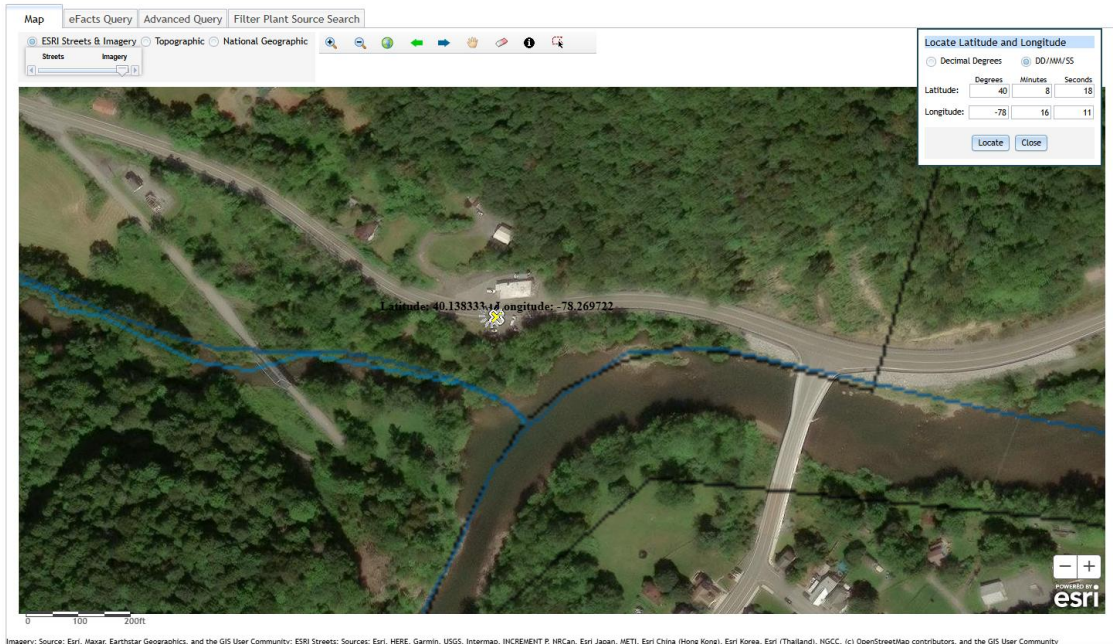 Map eFacts Query Advanced Query Filter Plant Source Search
ESRI Streets & Imagery Topographic National Geographic
Streets Imagery
Locate Latitude and Longitude
Decimal Degrees DD/MM/SS
Degrees Minutes Seconds
Latitude: 40 8 18
Longitude: -78 16 11
Locate Close
Latitude: 40.138333 Longitude: -78.269722
0 100 200ft
POWERED BY
esri
Imagery: Source: Esri, Maxar, Earthstar Geographics, and the GIS User Community; ESRI Streets: Sources: Esri, HERE, Garmin, USGS, Intermap, INCREMENT P, NRCan, Esri Japan, METI, Esri China (Hong Kong), Esri Korea, Esri (Thailand), NGCC, (c) OpenStreetMap contributors, and the GIS User Community